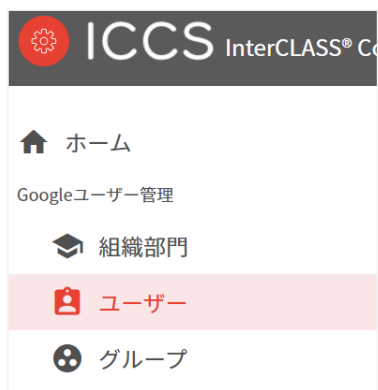 ICCS InterCLASS® Co
ホーム
Googleユーザー管理
組織部門
ユーザー
グループ